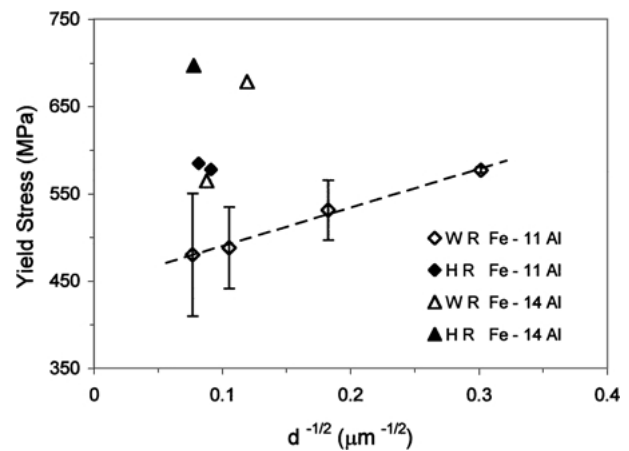 750
650
550
450
350
Yield Stress (MPa)
W R Fe - 11 Al
H R Fe - 11 Al
W R Fe - 14 Al
H R Fe - 14 Al
0 0.1 0.2 0.3 0.4
d -1/2 (μm -1/2)